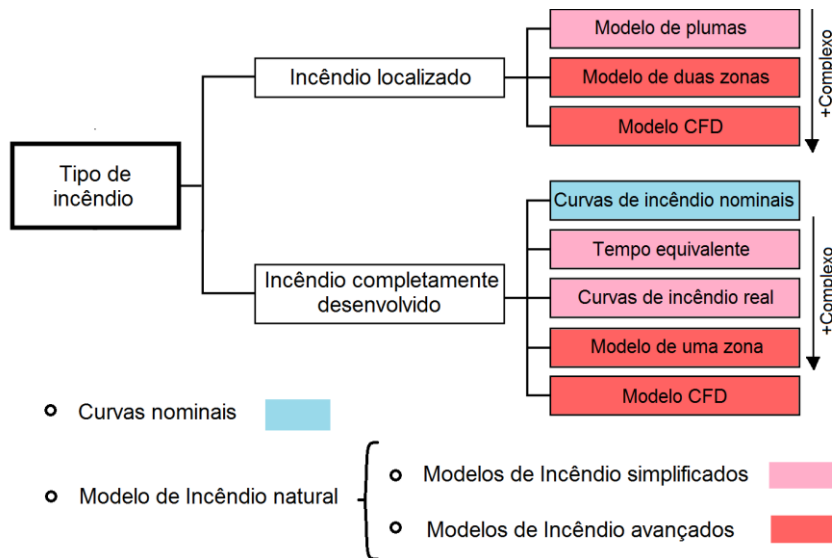 Modelo de plumas
Incêndio localizado
Modelo de duas zonas
Modelo CFD
+Complexo
Tipo de
incêndio
Curvas de incêndio nominais
Tempo equivalente
Incêndio completamente
desenvolvido
Curvas de incêndio real
Modelo de uma zona
Modelo CFD
+Complexo
Curvas nominais
Modelo de Incêndio natural
Modelos de Incêndio simplificados
Modelos de Incêndio avançados